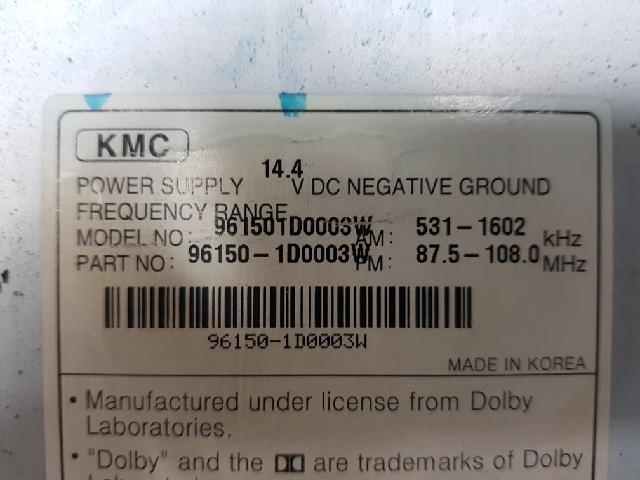 KMC
POWER SUPPLY 14.4 V DC NEGATIVE GROUND
FREQUENCY RANGE
MODEL NO: 961501D0003W AM: 531-1602 kHz
PART NO: 96150-1D0003W FM: 87.5-108.0 MHz
96150-1D0003W
MADE IN KOREA
• Manufactured under license from Dolby
Laboratories.
• "Dolby" and the are trademarks of Dolby